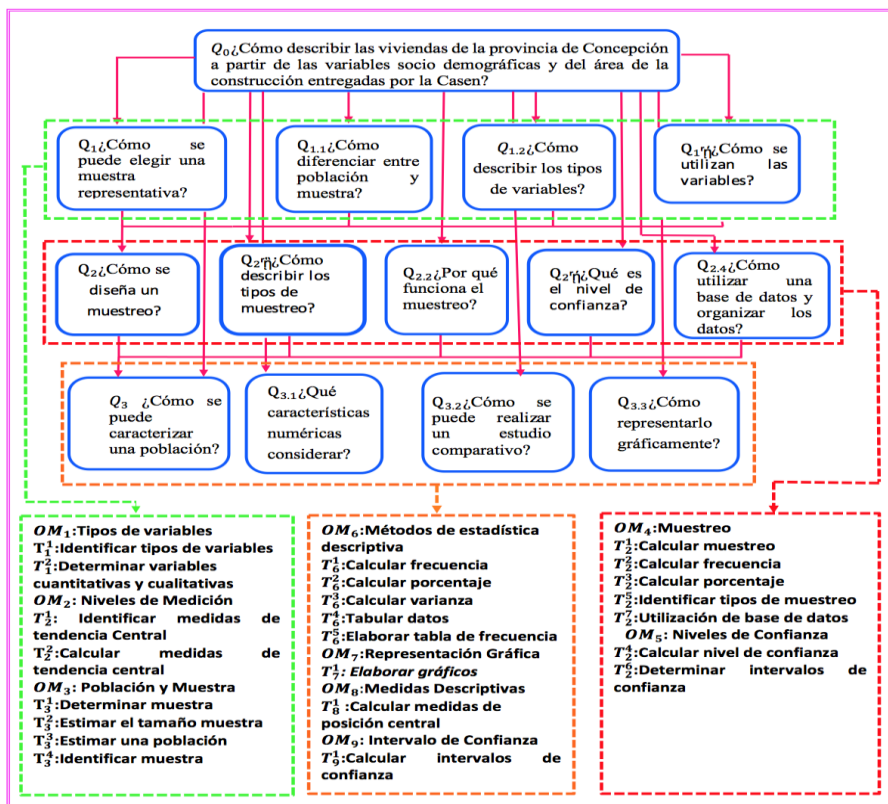 Q₀¿Cómo describir las viviendas de la provincia de Concepción
a partir de las variables socio demográficas y del área de la
construcción entregadas por la Casen?
Q₁¿Cómo se
puede elegir una
muestra
representativa?
Q₁.₁¿Cómo
diferenciar entre
población y
muestra?
Q₁.₂¿Cómo
describir los tipos
de variables?
¿Cómo se
utilizan las
variables?
Q₂¿Cómo se
diseña un
muestreo?
¿Cómo
describir los
tipos de
muestreo?
Q₂.₂¿Por qué
funciona el
muestreo?
¿Qué es
el nivel de
confianza?
Q₂.₄¿Cómo
utilizar una
base de datos y
organizar los
datos?
Q₃ ¿Cómo se
puede
caracterizar
una población?
Q₃.₁¿Qué
características
numéricas
considerar?
Q₃.₂¿Cómo se
puede realizar
un estudio
comparativo?
Q₃.₃¿Cómo
representarlo
gráficamente?
OM₁:Tipos de variables
T₁¹:Identificar tipos de variables
T₁²:Determinar variables
cuantitativas y cualitativas
OM₂: Niveles de Medición
T₂¹: Identificar medidas de
tendencia Central
T₂²:Calcular medidas de
tendencia central
OM₃: Población y Muestra
T₃¹:Determinar muestra
T₃²:Estimar el tamaño muestra
T₃³:Estimar una población
T₃⁴:Identificar muestra
OM₆:Métodos de estadística
descriptiva
T₆¹:Calcular frecuencia
T₆²:Calcular porcentaje
T₆³:Calcular varianza
T₆⁴:Tabular datos
T₆⁵:Elaborar tabla de frecuencia
OM₇:Representación Gráfica
T₇¹: Elaborar gráficos
OM₈:Medidas Descriptivas
T₈¹:Calcular medidas de
posición central
OM₉: Intervalo de Confianza
T₉¹:Calcular intervalos de
confianza
OM₄:Muestreo
T₂¹:Calcular muestreo
T₂²:Calcular frecuencia
T₂³:Calcular porcentaje
T₂⁵:Identificar tipos de muestreo
T₂⁷:Utilización de base de datos
OM₅: Niveles de Confianza
T₂⁴:Calcular nivel de confianza
T₂⁶:Determinar intervalos de
confianza